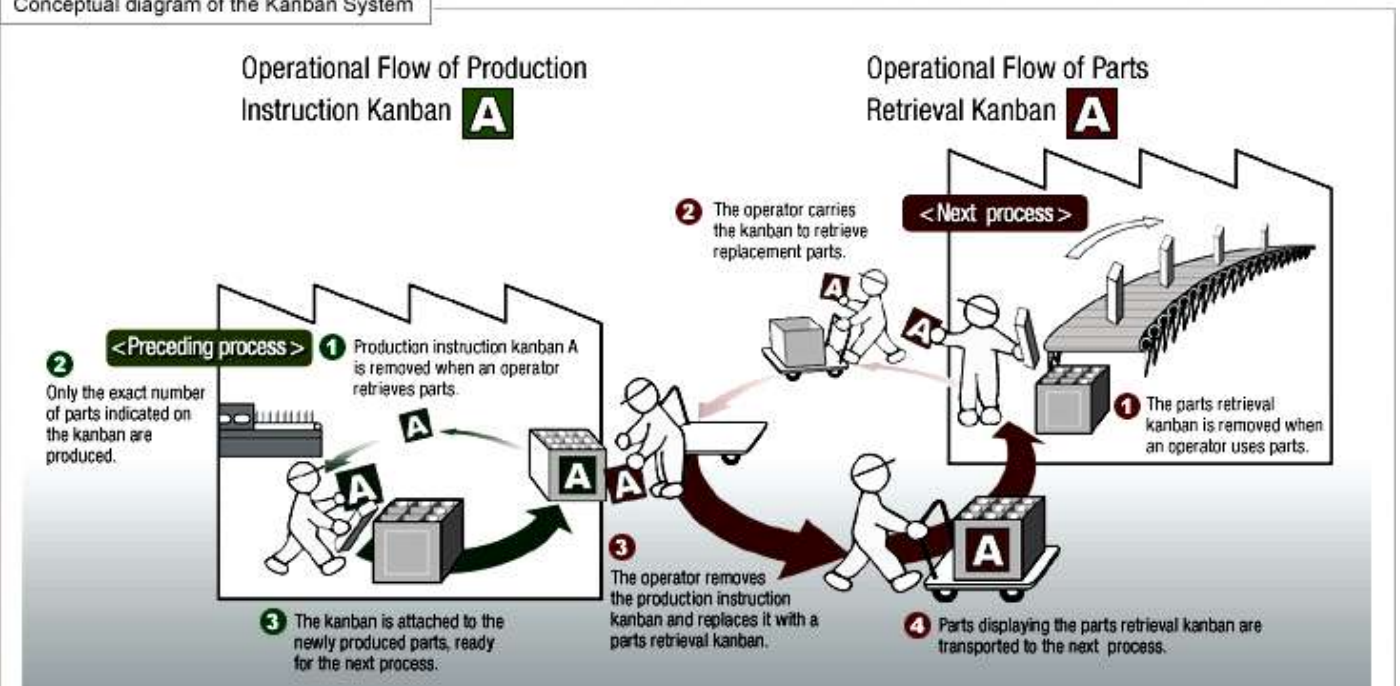 Conceptual diagram of the Kanban System
Operational Flow of Production
Instruction Kanban A
Operational Flow of Parts
Retrieval Kanban A
<Preceding process>
1 Production instruction kanban A
is removed when an operator
retrieves parts.
2
Only the exact number
of parts indicated on
the kanban are
produced.
A
A
A
A
3 The kanban is attached to the
newly produced parts, ready
for the next process.
<Next process>
1 The parts retrieval
kanban is removed when
an operator uses parts.
2 The operator carries
the kanban to retrieve
replacement parts.
A
A
3
The operator removes
the production instruction
kanban and replaces it with a
parts retrieval kanban.
A
4 Parts displaying the parts retrieval kanban are
transported to the next process.